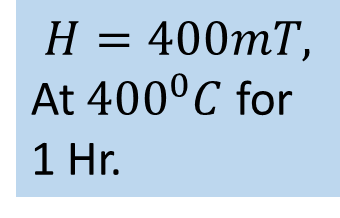 H = 400mT,
At 400⁰C for
1 Hr.